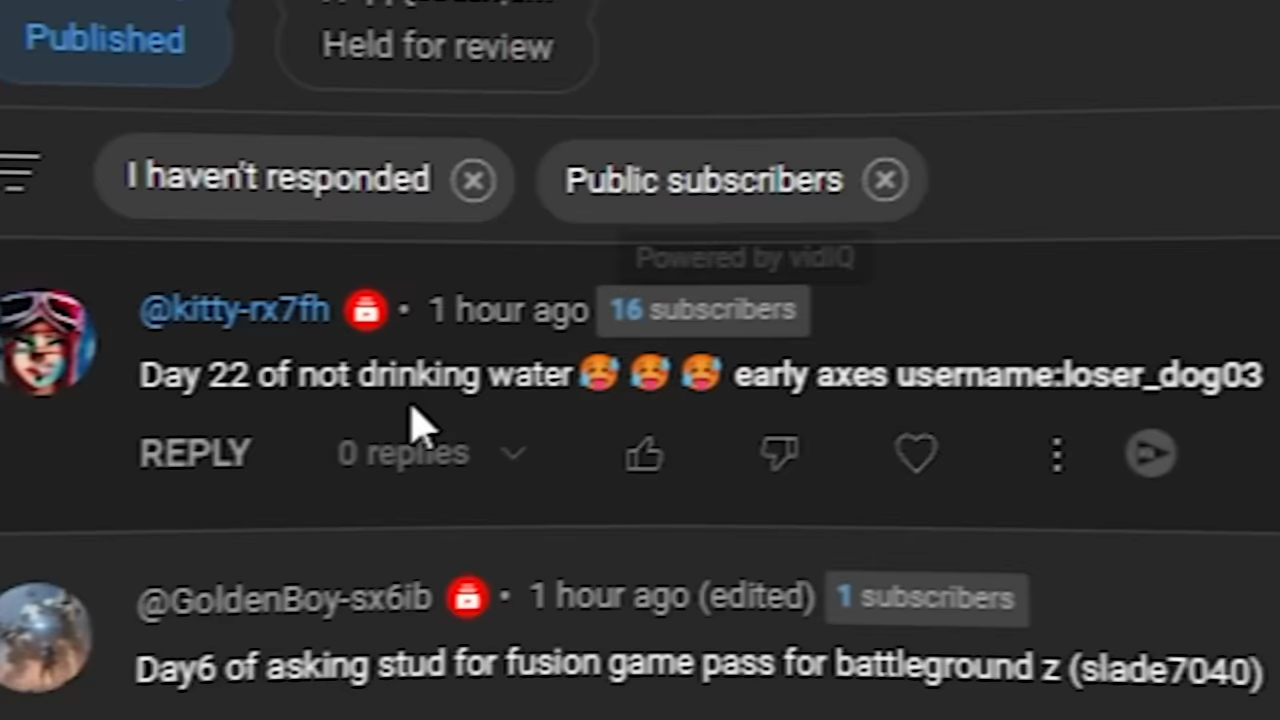 Published
Held for review
I haven't responded
Public subscribers
Powered by vidIQ
@kitty-rx7fh • 1 hour ago 16 subscribers
Day 22 of not drinking water🥵🥵🥵 early axes username:loser_dog03
REPLY 0 replies
@GoldenBoy-sx6ib • 1 hour ago (edited) 1 subscribers
Day6 of asking stud for fusion game pass for battleground z (slade7040)